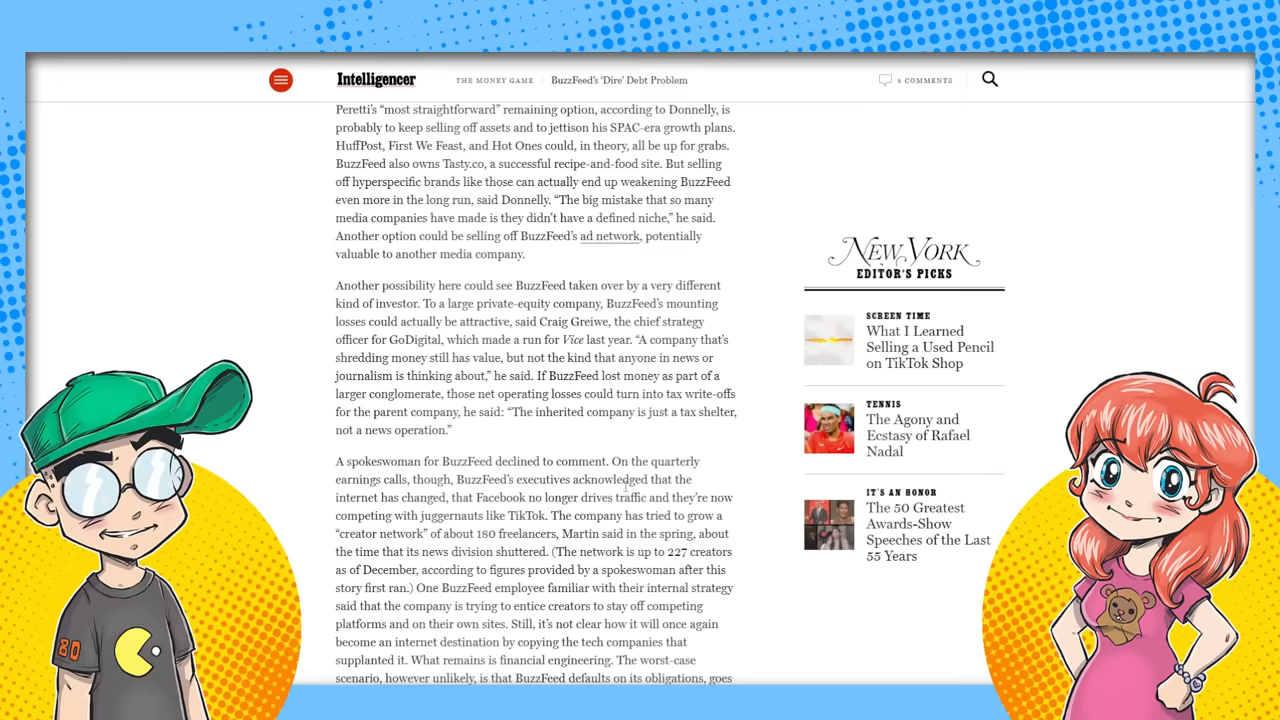 Intelligencer
THE MONEY GAME
BuzzFeed's 'Dire' Debt Problem
8 COMMENTS
Peretti's “most straightforward” remaining option, according to Donnelly, is
probably to keep selling off assets and to jettison his SPAC-era growth plans.
HuffPost, First We Feast, and Hot Ones could, in theory, all be up for grabs.
BuzzFeed also owns Tasty.co, a successful recipe-and-food site. But selling
off hyperspecific brands like those can actually end up weakening BuzzFeed
even more in the long run, said Donnelly. “The big mistake that so many
media companies have made is they didn't have a defined niche,” he said.
Another option could be selling off BuzzFeed's ad network, potentially
valuable to another media company.
Another possibility here could see BuzzFeed taken over by a very different
kind of investor. To a large private-equity company, BuzzFeed's mounting
losses could actually be attractive, said Craig Greiwe, the chief strategy
officer for GoDigital, which made a run for Vice last year. “A company that's
shredding money still has value, but not the kind that anyone in news or
journalism is thinking about,” he said. If BuzzFeed lost money as part of a
larger conglomerate, those net operating losses could turn into tax write-offs
for the parent company, he said: “The inherited company is just a tax shelter,
not a news operation.”
A spokeswoman for BuzzFeed declined to comment. On the quarterly
earnings calls, though, BuzzFeed's executives acknowledged that the
internet has changed, that Facebook no longer drives traffic and they're now
competing with juggernauts like TikTok. The company has tried to grow a
“creator network” of about 180 freelancers, Martin said in the spring, about
the time that its news division shuttered. (The network is up to 227 creators
as of December, according to figures provided by a spokeswoman after this
story first ran.) One BuzzFeed employee familiar with their internal strategy
said that the company is trying to entice creators to stay off competing
platforms and on their own sites. Still, it's not clear how it will once again
become an internet destination by copying the tech companies that
supplanted it. What remains is financial engineering. The worst-case
scenario, however unlikely, is that BuzzFeed defaults on its obligations, goes
NEW YORK
EDITOR'S PICKS
SCREEN TIME
What I Learned
Selling a Used Pencil
on TikTok Shop
TENNIS
The Agony and
Ecstasy of Rafael
Nadal
IT'S AN HONOR
The 50 Greatest
Awards-Show
Speeches of the Last
55 Years
80